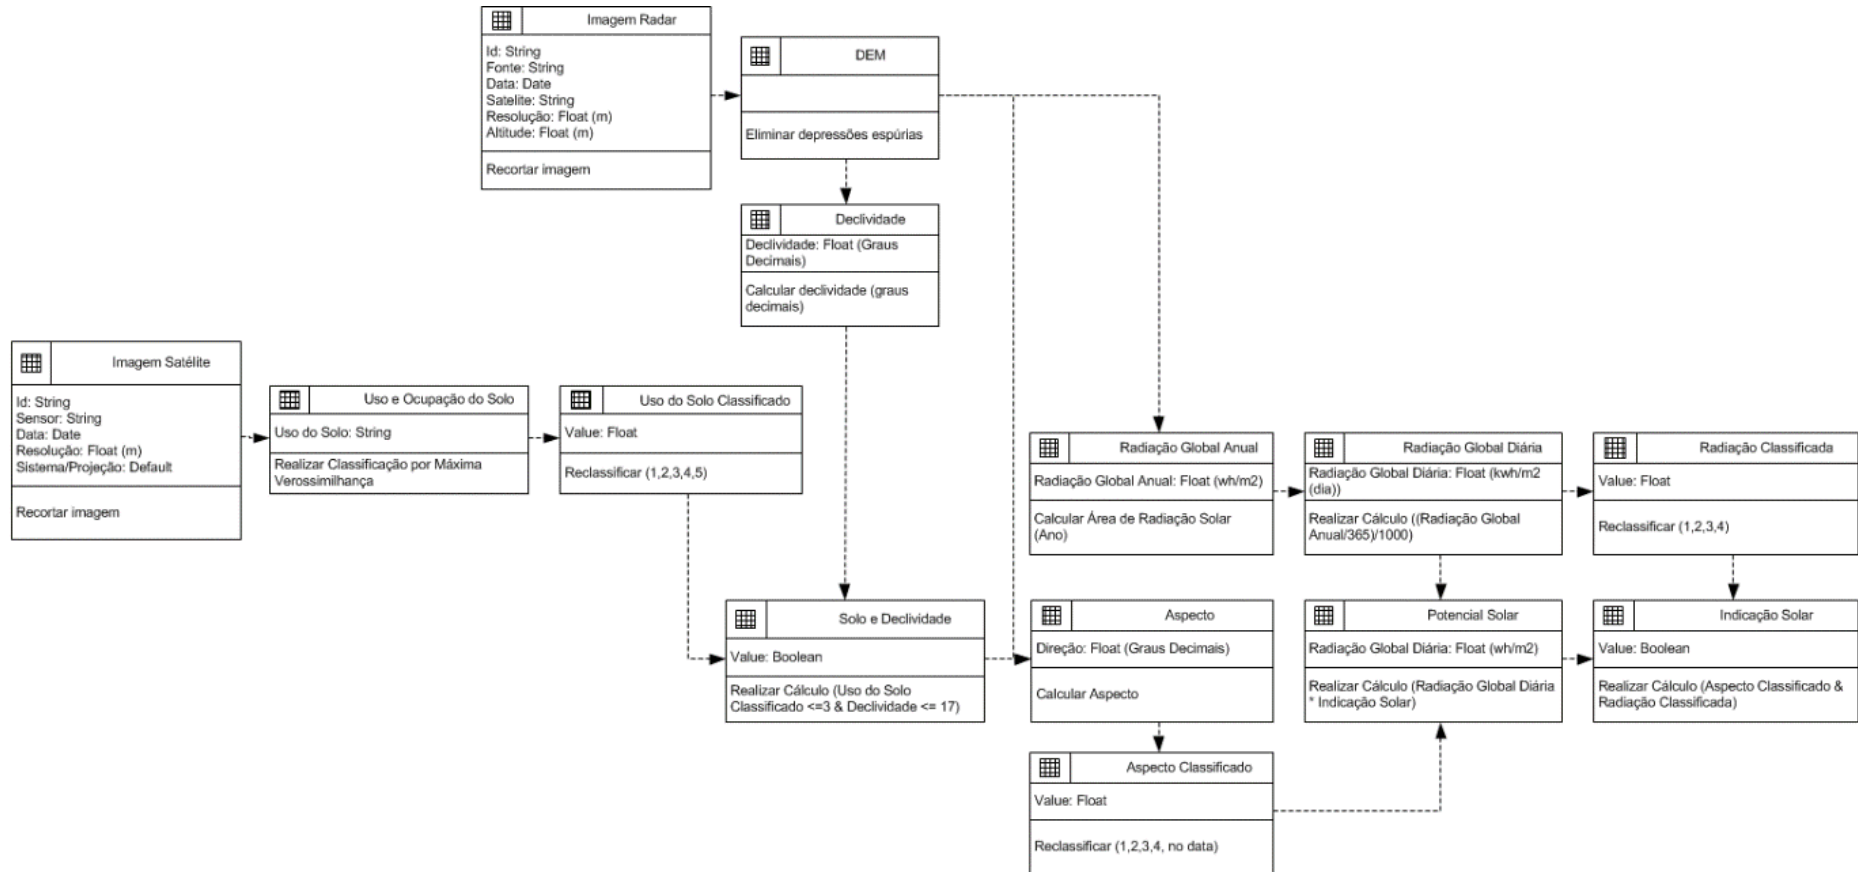 Imagem Radar
Id: String
Fonte: String
Data: Date
Satelite: String
Resolução: Float (m)
Altitude: Float (m)
Recortar imagem
DEM
Eliminar depressões espúrias
Declividade
Declividade: Float (Graus
Decimais)
Calcular declividade (graus
decimais)
Imagem Satélite
Id: String
Sensor: String
Data: Date
Resolução: Float (m)
Sistema/Projeção: Default
Recortar imagem
Uso e Ocupação do Solo
Uso do Solo: String
Realizar Classificação por Máxima
Verossimilhança
Uso do Solo Classificado
Value: Float
Reclassificar (1,2,3,4,5)
Radiação Global Anual
Radiação Global Anual: Float (wh/m2)
Calcular Área de Radiação Solar
(Ano)
Radiação Global Diária
Radiação Global Diária: Float (kwh/m2
(dia))
Realizar Cálculo ((Radiação Global
Anual/365)/1000)
Radiação Classificada
Value: Float
Reclassificar (1,2,3,4)
Solo e Declividade
Value: Boolean
Realizar Cálculo (Uso do Solo
Classificado <=3 & Declividade <= 17)
Aspecto
Direção: Float (Graus Decimais)
Calcular Aspecto
Potencial Solar
Radiação Global Diária: Float (wh/m2)
Realizar Cálculo (Radiação Global Diária
* Indicação Solar)
Indicação Solar
Value: Boolean
Realizar Cálculo (Aspecto Classificado &
Radiação Classificada)
Aspecto Classificado
Value: Float
Reclassificar (1,2,3,4, no data)